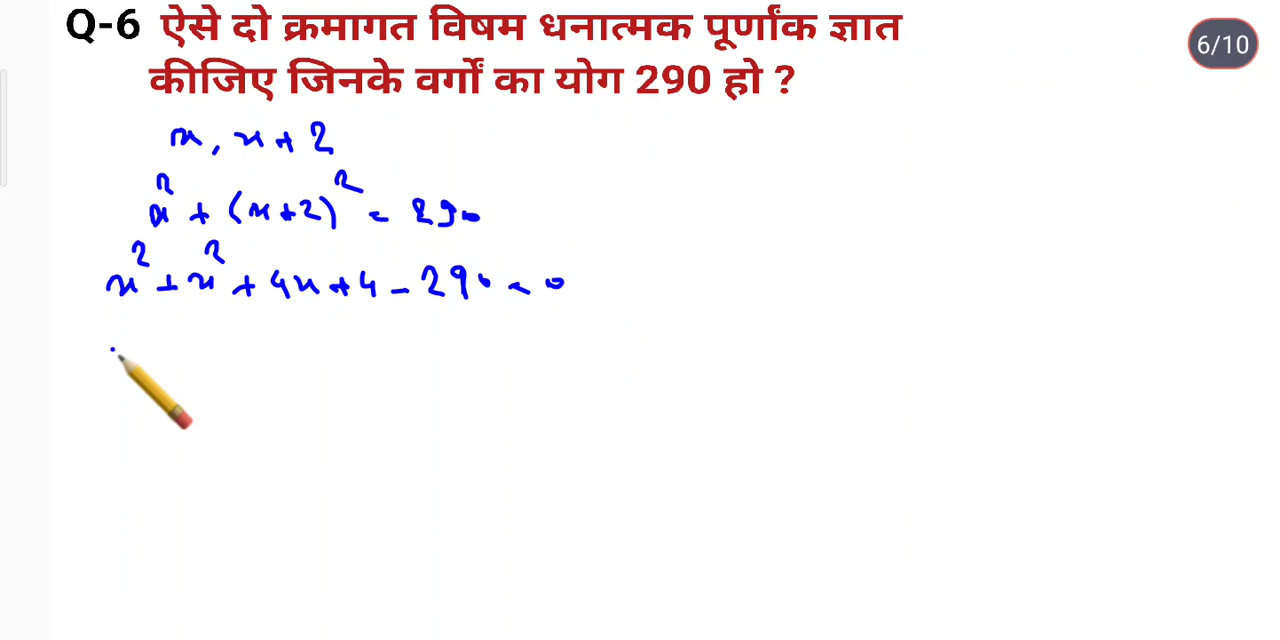 Q-6 ऐसे दो क्रमागत विषम धनात्मक पूर्णांक ज्ञात
6/10
कीजिए जिनके वर्गों का योग 290 हो ?
x, x+2
x² + (x+2)² = 290
x² + x² + 4x + 4 - 290 = 0